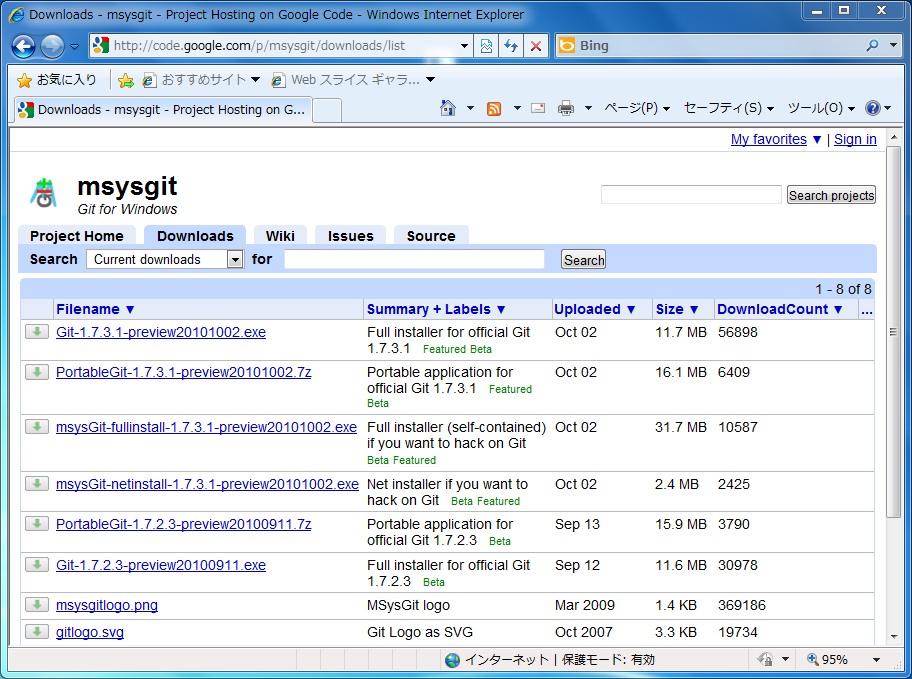 Downloads - msysgit - Project Hosting on Google Code - Windows Internet Explorer
http://code.google.com/p/msysgit/downloads/list
Bing
お気に入り おすすめサイト Web スライス ギャラ...
Downloads - msysgit - Project Hosting on G... ページ(P) セーフティ(S) ツール(O)
My favorites ▼ | Sign in
msysgit
Git for Windows
Search projects
Project Home Downloads Wiki Issues Source
Search Current downloads for Search
1 - 8 of 8
Filename ▼ Summary + Labels ▼ Uploaded ▼ Size ▼ DownloadCount ▼ ...
Git-1.7.3.1-preview20101002.exe Full installer for official Git Oct 02 11.7 MB 56898
1.7.3.1 Featured Beta
PortableGit-1.7.3.1-preview20101002.7z Portable application for Oct 02 16.1 MB 6409
official Git 1.7.3.1 Featured
Beta
msysGit-fullinstall-1.7.3.1-preview20101002.exe Full installer (self-contained) Oct 02 31.7 MB 10587
if you want to hack on Git
Beta Featured
msysGit-netinstall-1.7.3.1-preview20101002.exe Net installer if you want to Oct 02 2.4 MB 2425
hack on Git Beta Featured
PortableGit-1.7.2.3-preview20100911.7z Portable application for Sep 13 15.9 MB 3790
official Git 1.7.2.3 Beta
Git-1.7.2.3-preview20100911.exe Full installer for official Git Sep 12 11.6 MB 30978
1.7.2.3 Beta
msysgitlogo.png MSysGit logo Mar 2009 1.4 KB 369186
gitlogo.svg Git Logo as SVG Oct 2007 3.3 KB 19734
インターネット | 保護モード: 有効 95%